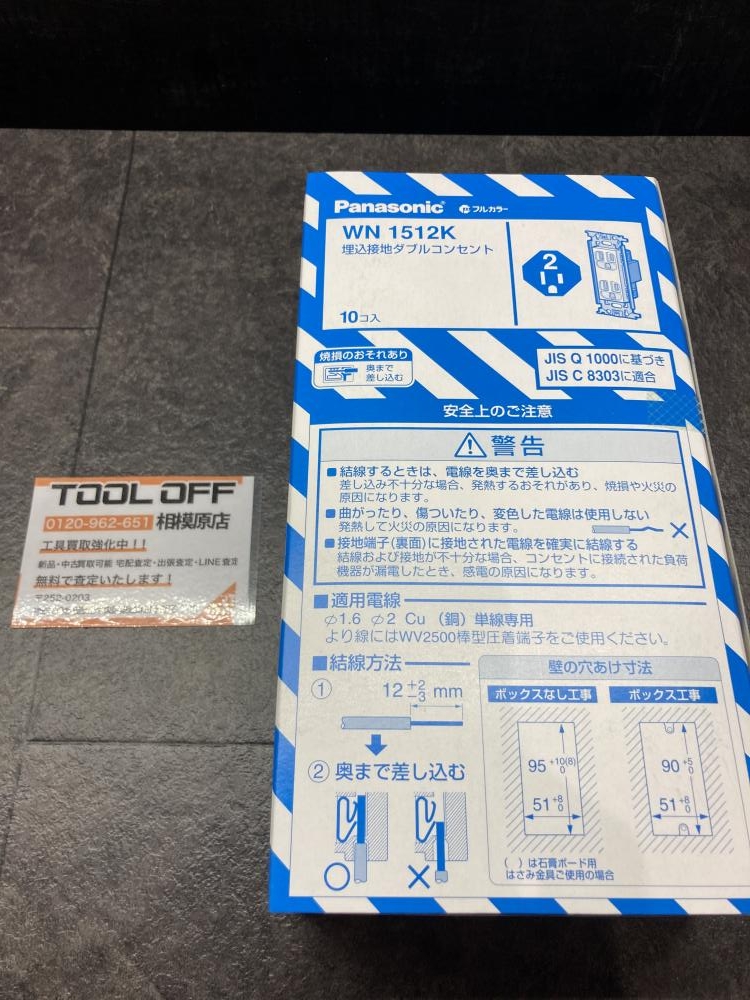 Panasonic フルカラー
WN 1512K
埋込接地ダブルコンセント
2
10コ入
焼損のおそれあり
奥まで
差し込む
JIS Q 1000に基づき
JIS C 8303に適合
安全上のご注意
警告
■結線するときは、電線を奥まで差し込む
差し込み不十分な場合、発熱するおそれがあり、焼損や火災の
原因になります。
■曲がったり、傷ついたり、変色した電線は使用しない
発熱して火災の原因になります。
■接地端子(裏面)に接地された電線を確実に結線する
結線および接地が不十分な場合、コンセントに接続された負荷
機器が漏電したとき、感電の原因になります。
■適用電線
φ1.6 φ2 Cu (銅) 単線専用
より線にはWV2500棒型圧着端子をご使用ください。
■結線方法
① 12 +2 -3 mm
② 奥まで差し込む
壁の穴あけ寸法
ボックスなし工事
ボックス工事
95 +10(8) 0
51 +8 0
90 +5 0
51 +8 0
( )は石膏ボード用
はさみ金具ご使用の場合
TOOL OFF
0120-962-651 相模原店
工具買取強化中!!
新品・中古買取可能 宅配査定・出張査定・LINE査定
無料で査定いたします!
〒252-0203